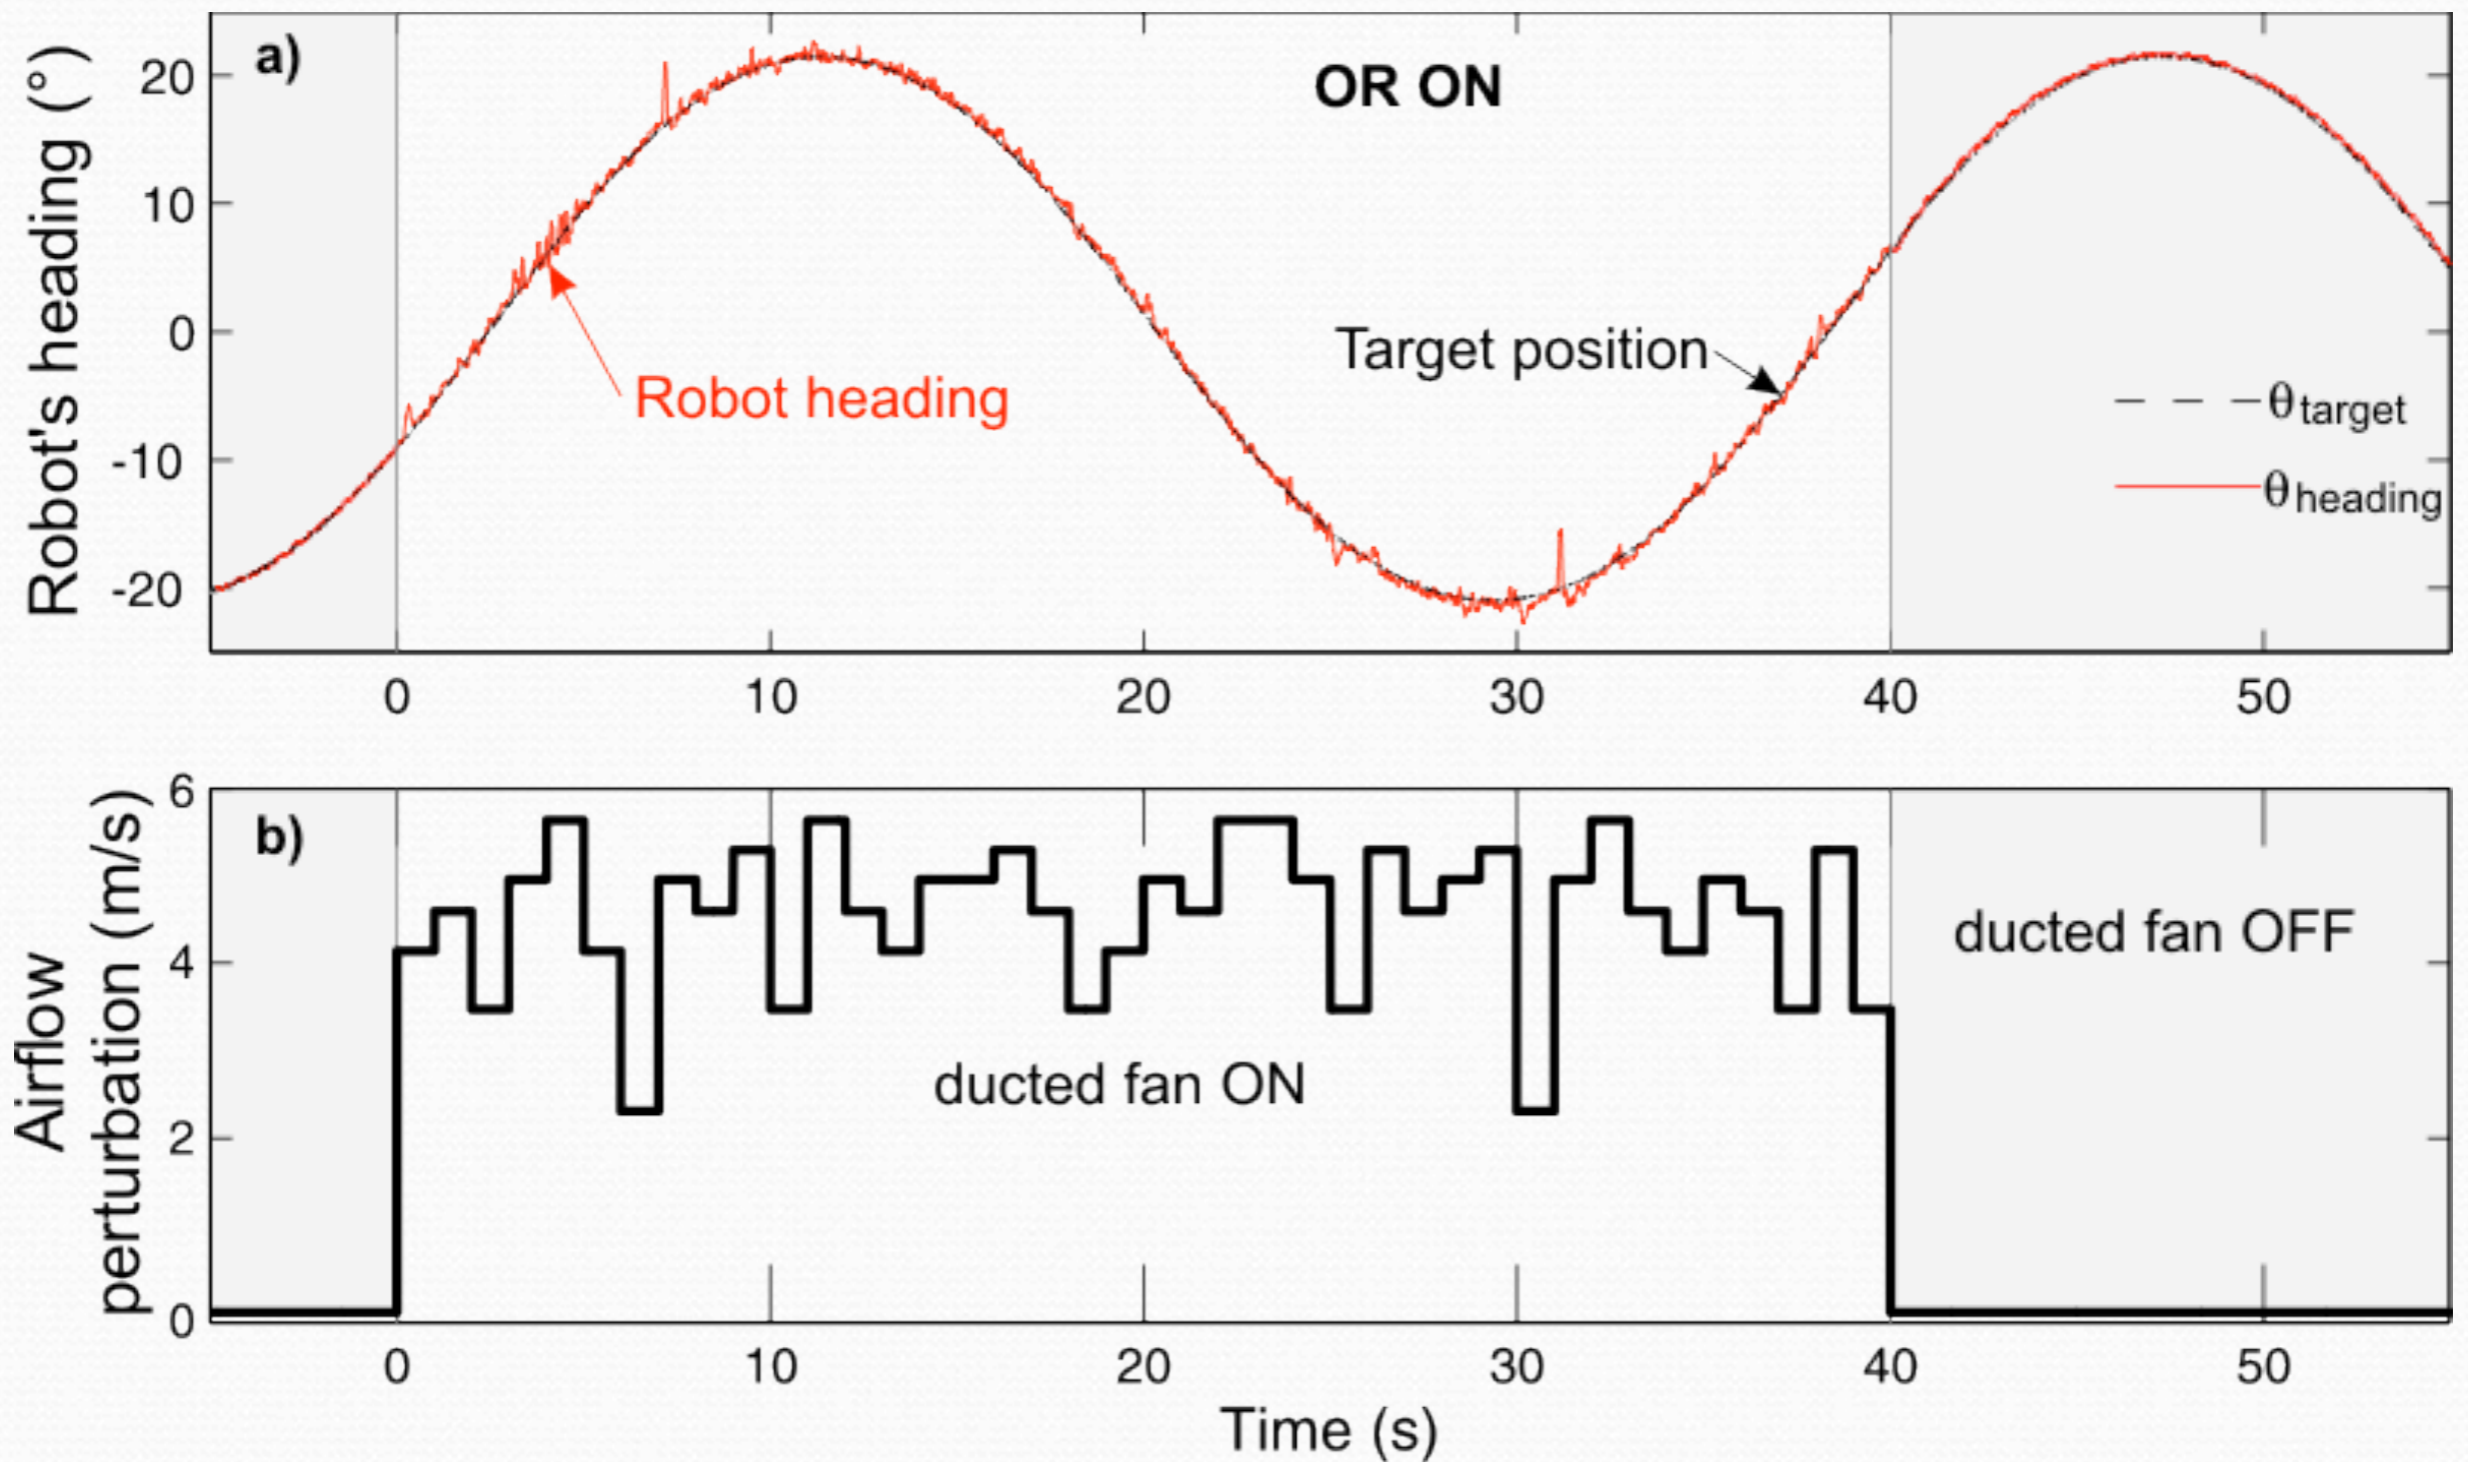 a)
OR ON
Robot's heading (°)
20
10
0
-10
-20
Robot heading
Target position
θtarget
θheading
0 10 20 30 40 50
b)
Airflow
perturbation (m/s)
6
4
2
0
ducted fan ON
ducted fan OFF
0 10 20 30 40 50
Time (s)